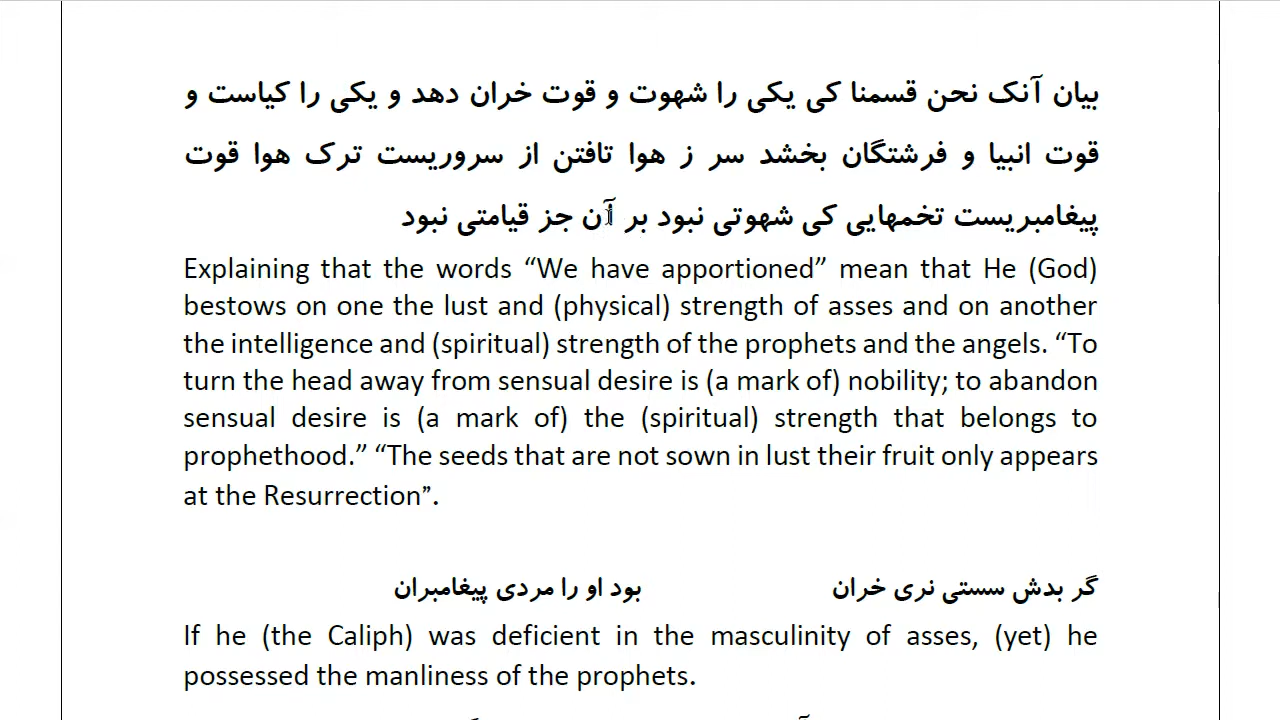 بیان آنک نحن قسمنا کی یکی را شهوت و قوت خران دهد و یکی را کیاست و
قوت انبیا و فرشتگان بخشد سر ز هوا تافتن از سروریست ترک هوا قوت
پیغامبریست تخمهایی کی شهوتی نبود بر آن جز قیامتی نبود
Explaining that the words “We have apportioned” mean that He (God)
bestows on one the lust and (physical) strength of asses and on another
the intelligence and (spiritual) strength of the prophets and the angels. “To
turn the head away from sensual desire is (a mark of) nobility; to abandon
sensual desire is (a mark of) the (spiritual) strength that belongs to
prophethood.” “The seeds that are not sown in lust their fruit only appears
at the Resurrection”.
گر بدش سستی نری خران بود او را مردی پیغامبران
If he (the Caliph) was deficient in the masculinity of asses, (yet) he
possessed the manliness of the prophets.